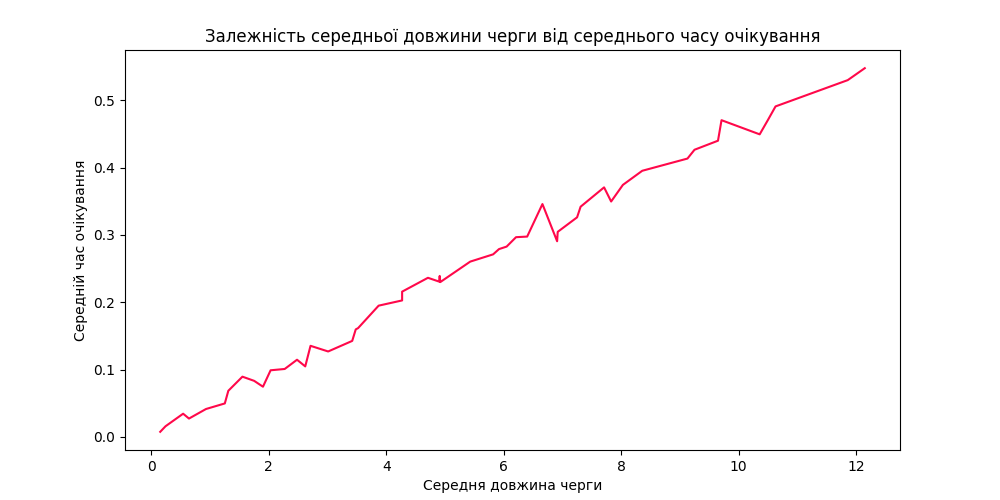 Залежність середньої довжини черги від середнього часу очікування
Середній час очікування
0.5
0.4
0.3
0.2
0.1
0.0
0 2 4 6 8 10 12
Середня довжина черги